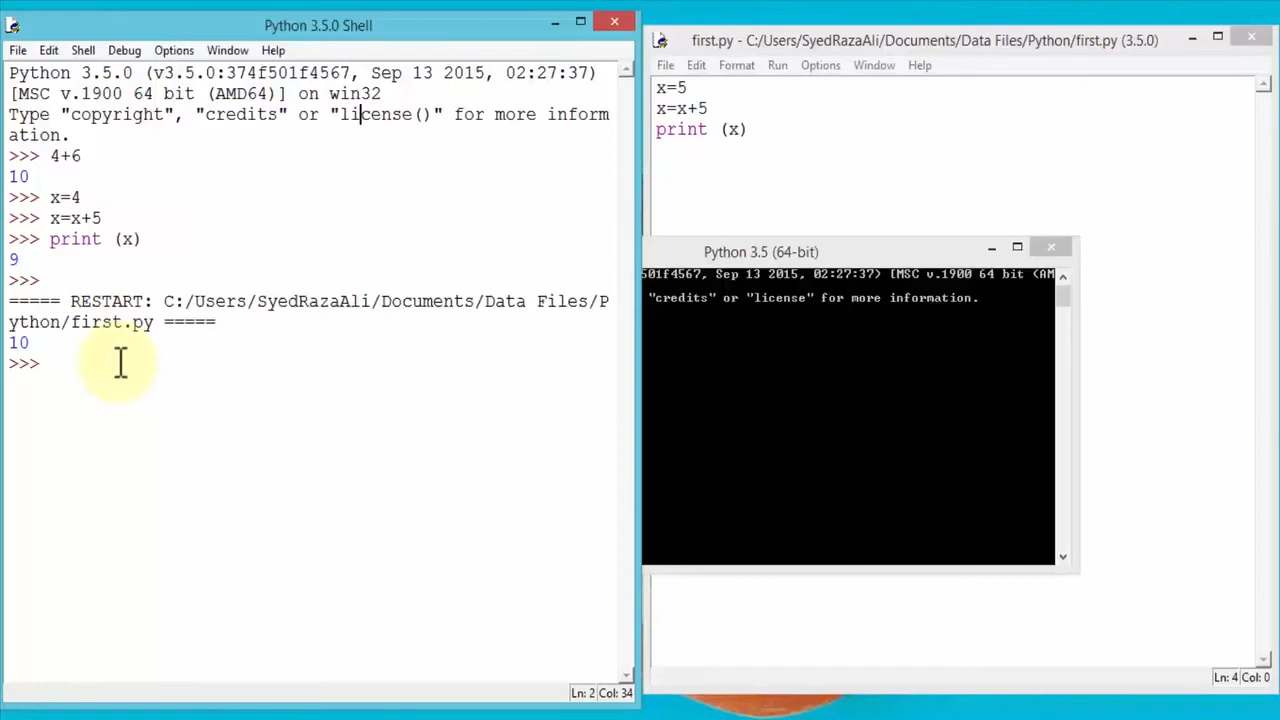 Python 3.5.0 Shell
File Edit Shell Debug Options Window Help
Python 3.5.0 (v3.5.0:374f501f4567, Sep 13 2015, 02:27:37)
[MSC v.1900 64 bit (AMD64)] on win32
Type "copyright", "credits" or "license()" for more inform
ation.
>>> 4+6
10
>>> x=4
>>> x=x+5
>>> print (x)
9
>>>
===== RESTART: C:/Users/SyedRazaAli/Documents/Data Files/P
ython/first.py =====
10
>>>
Ln: 2 Col: 34
first.py - C:/Users/SyedRazaAli/Documents/Data Files/Python/first.py (3.5.0)
File Edit Format Run Options Window Help
x=5
x=x+5
print (x)
Python 3.5 (64-bit)
501f4567, Sep 13 2015, 02:27:37) [MSC v.1900 64 bit (AM
"credits" or "license" for more information.
Ln: 4 Col: 0